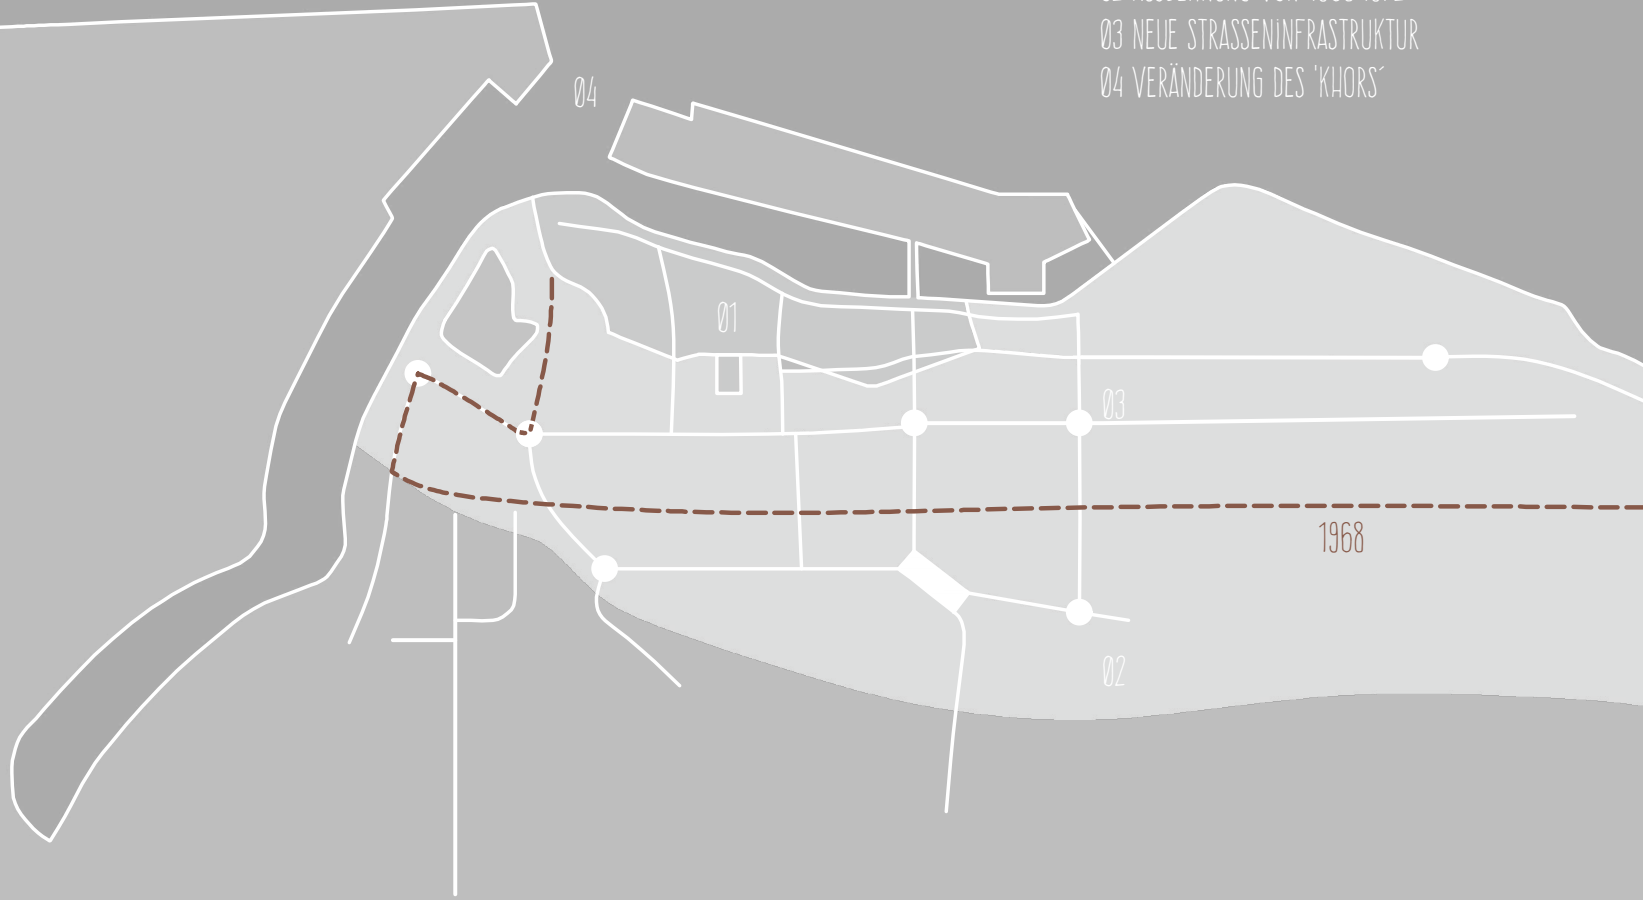 03 NEUE STRASSENINFRASTRUKTUR
04 VERÄNDERUNG DES 'KHORS´
04
01
03
1968
02